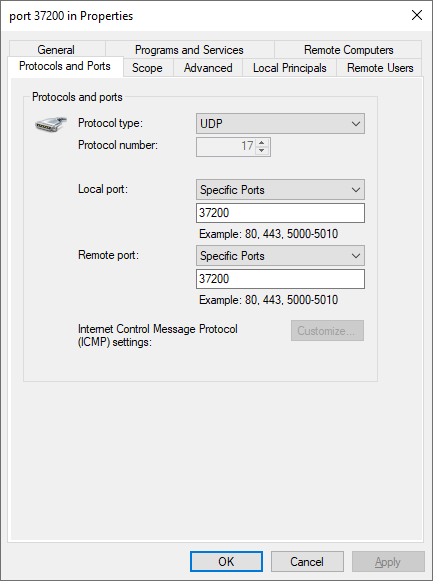 port 37200 in Properties
General
Programs and Services
Remote Computers
Protocols and Ports
Scope
Advanced
Local Principals
Remote Users
Protocols and ports
Protocol type:
UDP
Protocol number:
17
Local port:
Specific Ports
37200
Example: 80, 443, 5000-5010
Remote port:
Specific Ports
37200
Example: 80, 443, 5000-5010
Internet Control Message Protocol
(ICMP) settings:
Customize...
OK
Cancel
Apply